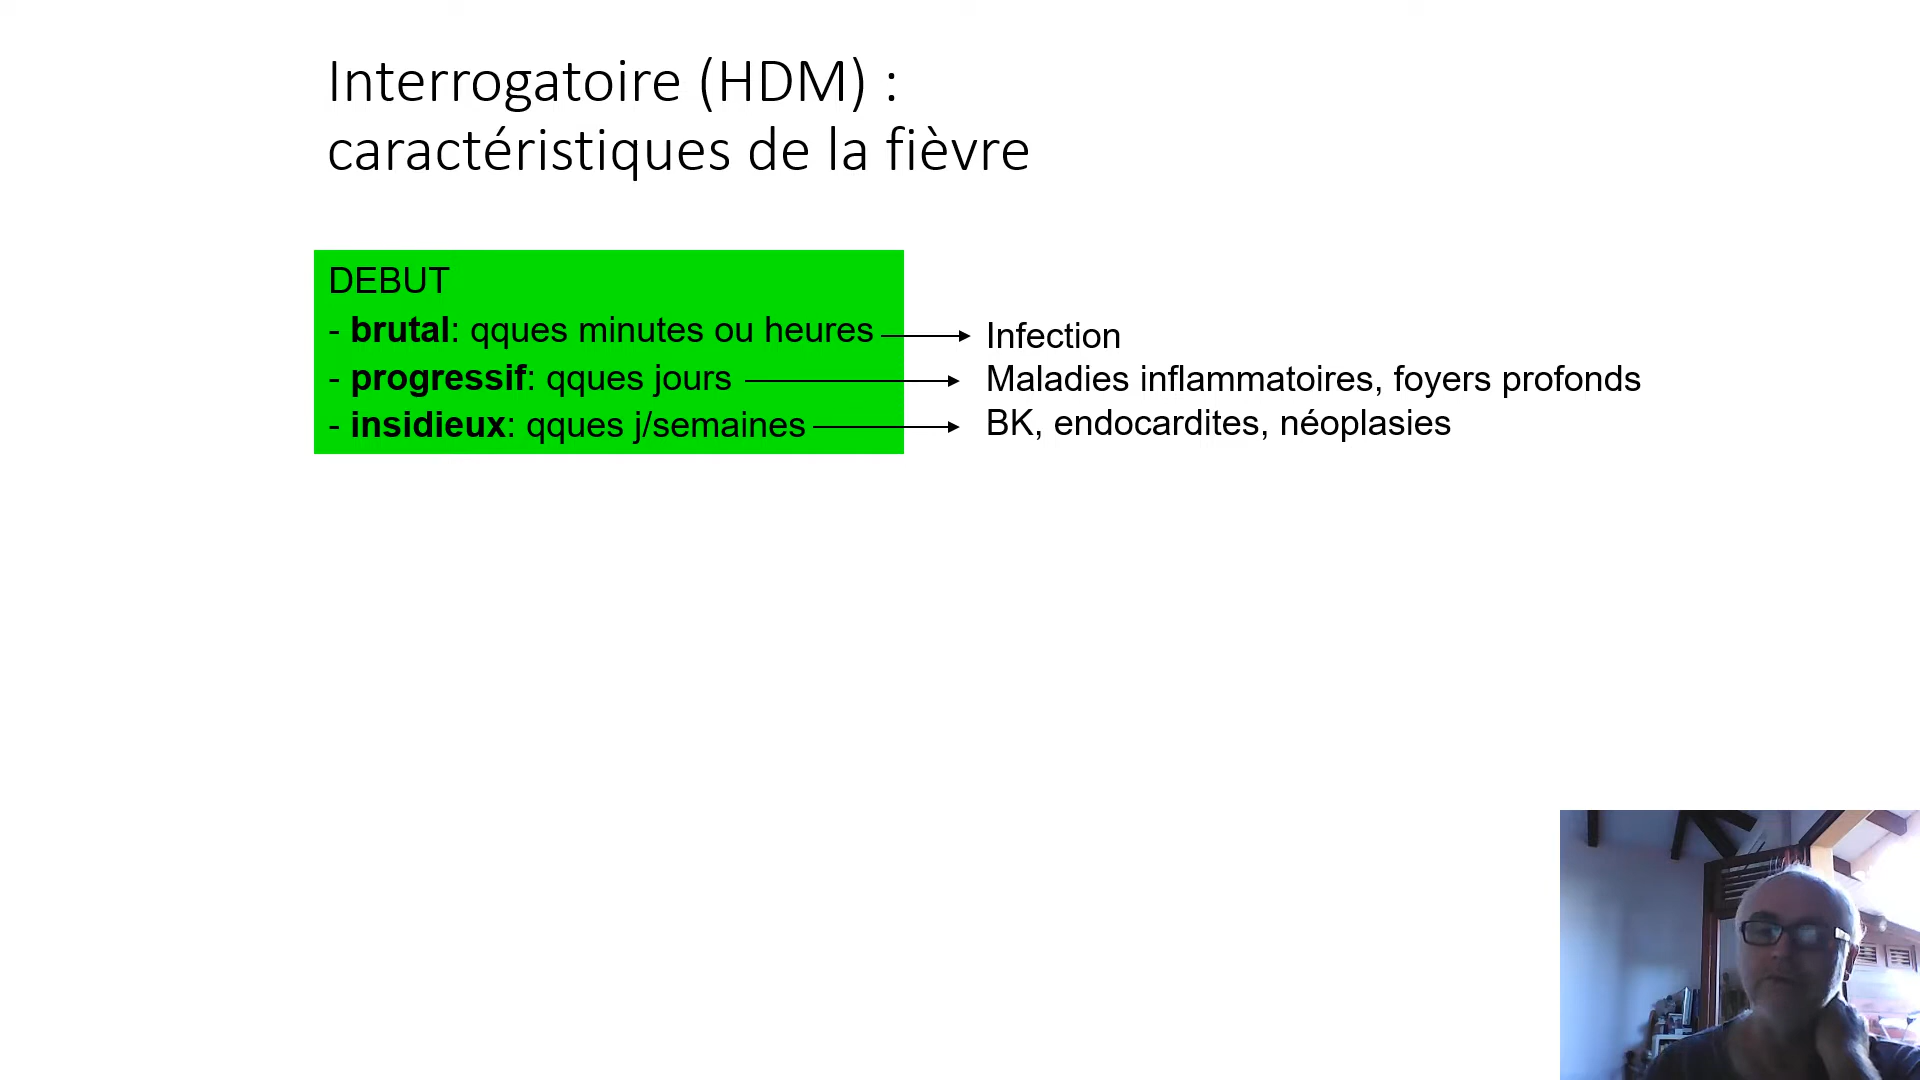 Interrogatoire (HDM) :
caractéristiques de la fièvre
DEBUT
- brutal: qques minutes ou heures
Infection
- progressif: qques jours
Maladies inflammatoires, foyers profonds
- insidieux: qques j/semaines
BK, endocardites, néoplasies